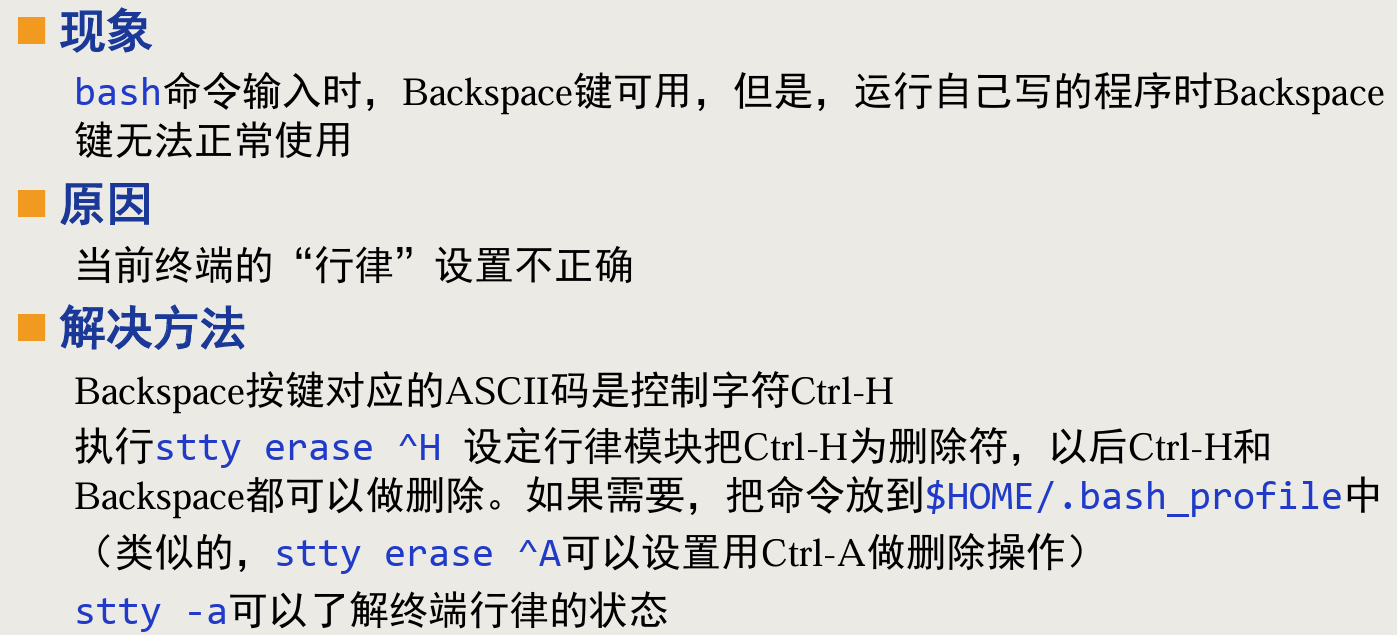 现象
bash命令输入时，Backspace键可用，但是，运行自己写的程序时Backspace
键无法正常使用
原因
当前终端的“行律”设置不正确
解决方法
Backspace按键对应的ASCII码是控制字符Ctrl-H
执行stty erase ^H 设定行律模块把Ctrl-H为删除符，以后Ctrl-H和
Backspace都可以做删除。如果需要，把命令放到$HOME/.bash_profile中
（类似的，stty erase ^A可以设置用Ctrl-A做删除操作）
stty -a可以了解终端行律的状态